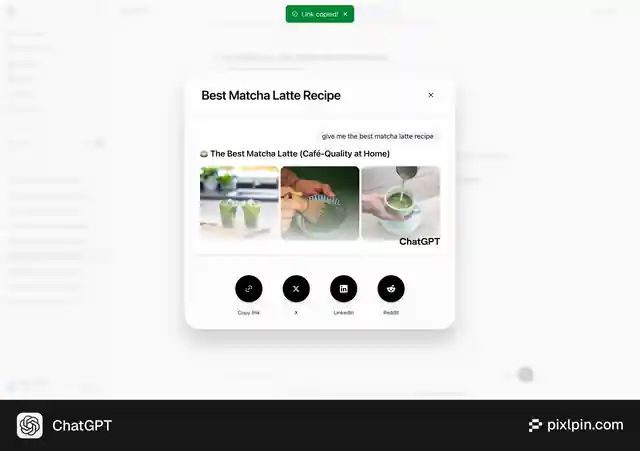 Link copied!
Best Matcha Latte Recipe
give me the best matcha latte recipe
🍵 The Best Matcha Latte (Café-Quality at Home)
ChatGPT
Copy link
X
LinkedIn
Reddit
ChatGPT
pixlpin.com